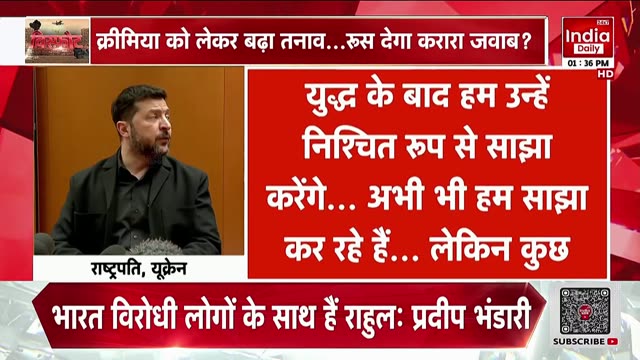 क्रीमिया को लेकर बढ़ा तनाव...रूस देगा करारा जवाब?
24x7
India
Daily
01:36 PM
HD
युद्ध के बाद हम उन्हें
निश्चित रूप से साझा
करेंगे... अभी भी हम साझा
कर रहे हैं... लेकिन कुछ
राष्ट्रपति, यूक्रेन
भारत विरोधी लोगों के साथ हैं राहुल: प्रदीप भंडारी
SUBSCRIBE